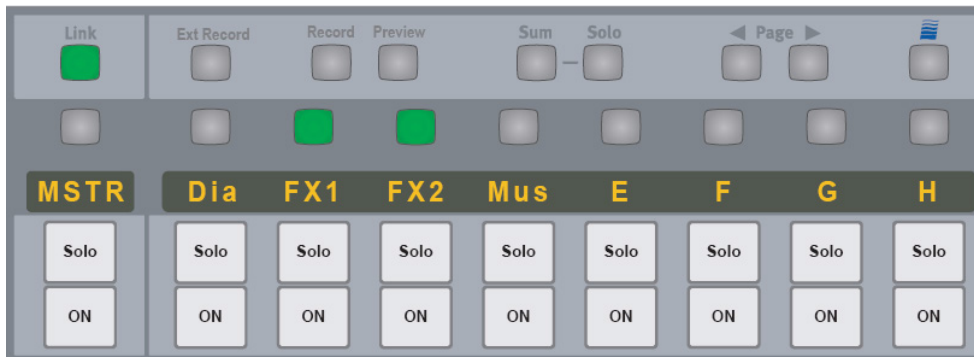 Link Ext Record Record Preview Sum Solo Page
MSTR Dia FX1 FX2 Mus E F G H
Solo Solo Solo Solo Solo Solo Solo Solo Solo
ON ON ON ON ON ON ON ON ON